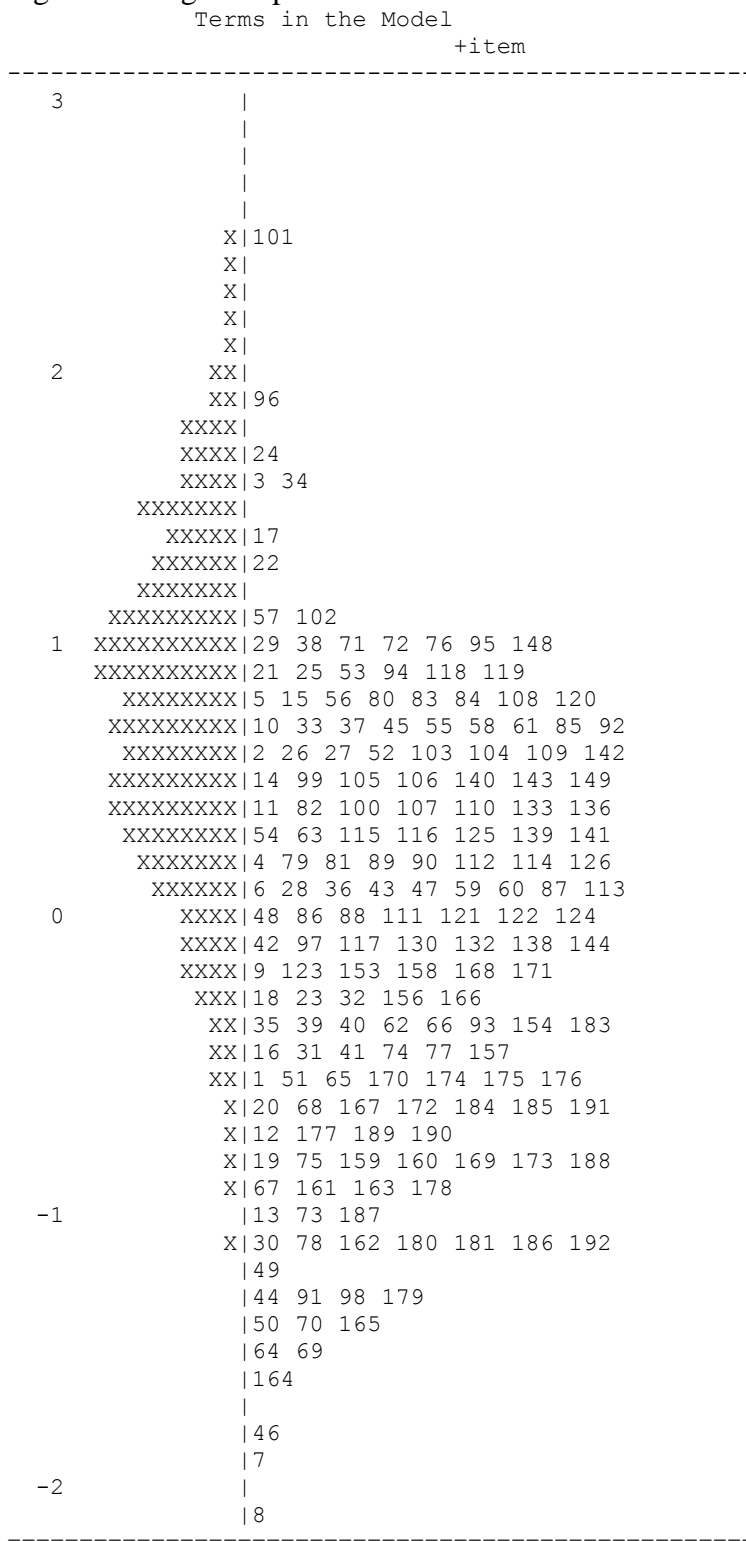 Terms in the Model
+item
--------------------------------------------------
3 |
|
|
|
|
X|101
X|
X|
X|
X|
2 XX|
XX|96
XXXX|
XXXX|24
XXXX|3 34
XXXXXXX|
XXXXX|17
XXXXXX|22
XXXXXXX|
XXXXXXXXX|57 102
1 XXXXXXXXXX|29 38 71 72 76 95 148
XXXXXXXXXX|21 25 53 94 118 119
XXXXXXXX|5 15 56 80 83 84 108 120
XXXXXXXXX|10 33 37 45 55 58 61 85 92
XXXXXXXX|2 26 27 52 103 104 109 142
XXXXXXXXX|14 99 105 106 140 143 149
XXXXXXXXX|11 82 100 107 110 133 136
XXXXXXXX|54 63 115 116 125 139 141
XXXXXXX|4 79 81 89 90 112 114 126
XXXXXX|6 28 36 43 47 59 60 87 113
0 XXXX|48 86 88 111 121 122 124
XXXX|42 97 117 130 132 138 144
XXXX|9 123 153 158 168 171
XXX|18 23 32 156 166
XX|35 39 40 62 66 93 154 183
XX|16 31 41 74 77 157
XX|1 51 65 170 174 175 176
X|20 68 167 172 184 185 191
X|12 177 189 190
X|19 75 159 160 169 173 188
X|67 161 163 178
-1 |13 73 187
X|30 78 162 180 181 186 192
|49
|44 91 98 179
|50 70 165
|64 69
|164
|
|46
|7
-2 |
|8
--------------------------------------------------